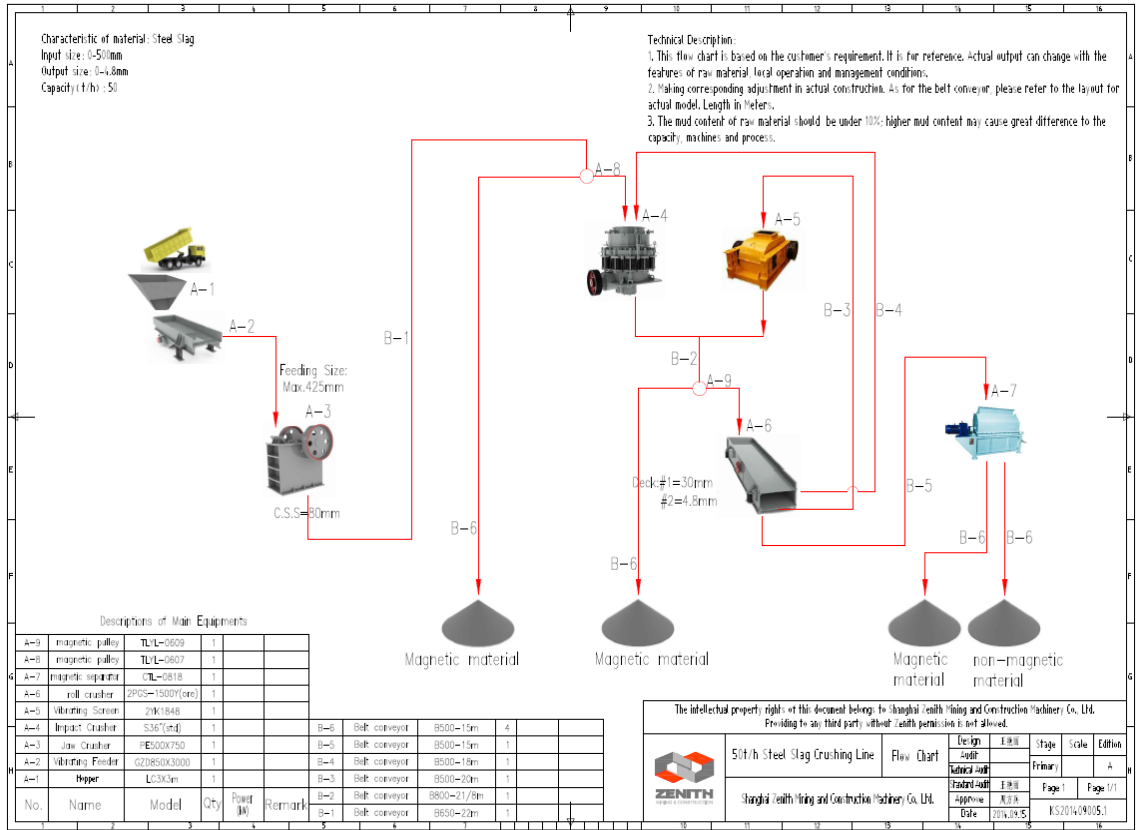 Characteristic of material: Steel Slag
Input size: 0-500mm
Output size: 0-4.8mm
Capacity(t/h) : 50
Technical Description:
1. This flow chart is based on the customer's requirement. It is for reference. Actual output can change with the
features of raw material, local operation and management conditions.
2. Making corresponding adjustment in actual construction. As for the belt conveyor, please refer to the layout for
actual model. Length in Meters.
3. The mud content of raw material should be under 10%; higher mud content may cause great difference to the
capacity, machines and process.
A-8
A-4
A-5
A-1
A-2
B-1
B-3
B-4
B-2
Feeding Size:
Max.425mm
A-3
A-9
A-7
A-6
Deck:#1=30mm
#2=4.8mm
C.S.S=80mm
B-5
B-6
B-6
B-6
B-6
Magnetic material
Magnetic material
Magnetic
material
non-magnetic
material
Descriptions of Main Equipments
A-9 magnetic pulley TLYL-0609 1
A-8 magnetic pulley TLYL-0607 1
A-7 magnetic separator CTL-0818 1
A-6 roll crusher 2PGS-1500Y(ore) 1
A-5 Vibrating Screen 2YK1848 1
A-4 Impact Crusher S36"(std) 1
A-3 Jaw Crusher PE500X750 1
A-2 Vibrating Feeder GZD850X3000 1
A-1 Hopper LC3X3m 1
No. Name Model Qty Power (kW) Remark
B-6 Belt conveyor B500-15m 4
B-5 Belt conveyor B500-15m 1
B-4 Belt conveyor B500-18m 1
B-3 Belt conveyor B500-20m 1
B-2 Belt conveyor B800-21/8m 1
B-1 Belt conveyor B650-22m 1
The intellectual property rights of this document belongs to Shanghai Zenith Mining and Construction Machinery Co., Ltd.
Providing to any third party without Zenith permission is not allowed.
ZENITH
50t/h Steel Slag Crushing Line
Flow Chart
Shanghai Zenith Mining and Construction Machinery Co., Ltd.
Design
Audit
Technical Audit
Standard Audit
Approve
Date 2014.09.15
Stage Scale Edition
Primary A
Page 1 Page 1/1
KS201409005.1